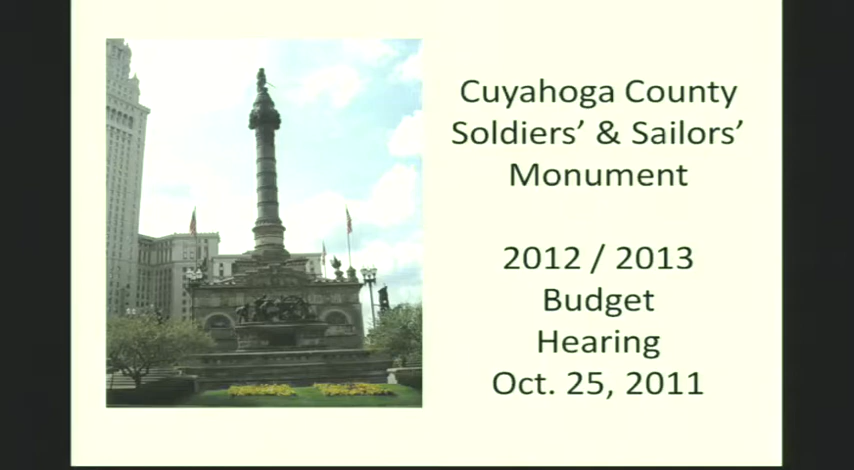 Cuyahoga County
Soldiers’ & Sailors’
Monument
2012 / 2013
Budget
Hearing
Oct. 25, 2011